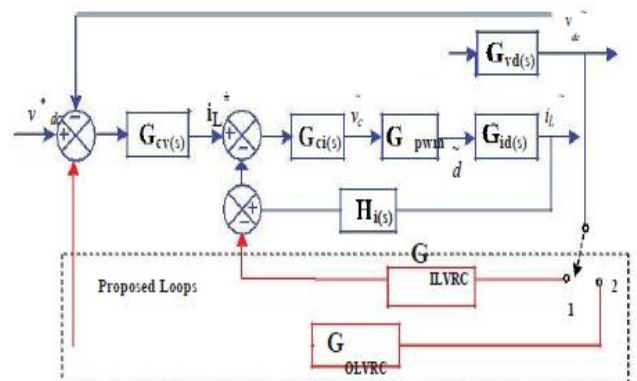 ṽ dc
G vd(s)
v* dc
+
−
G cv(s)
i L *
+
−
G ci(s)
ṽ c
G pwm
d̃
G id(s)
ĩ L
+
−
H i(s)
Proposed Loops
G ILVRC
1
2
G OLVRC